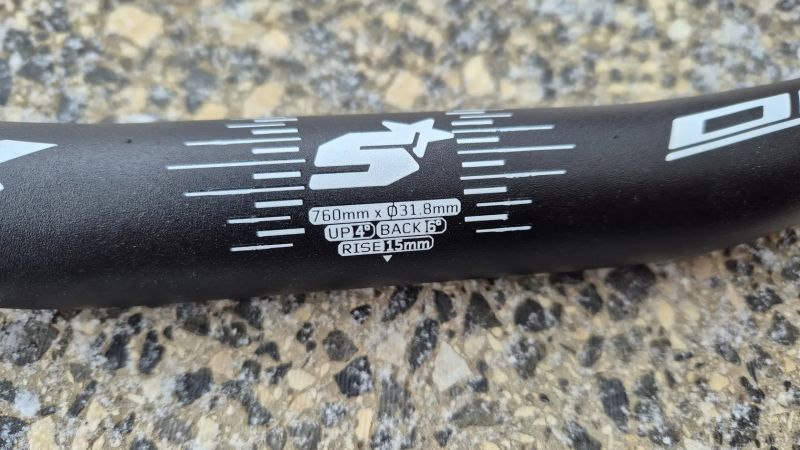 S
760mm x Ø31.8mm
UP 4° BACK 6°
RISE 15mm